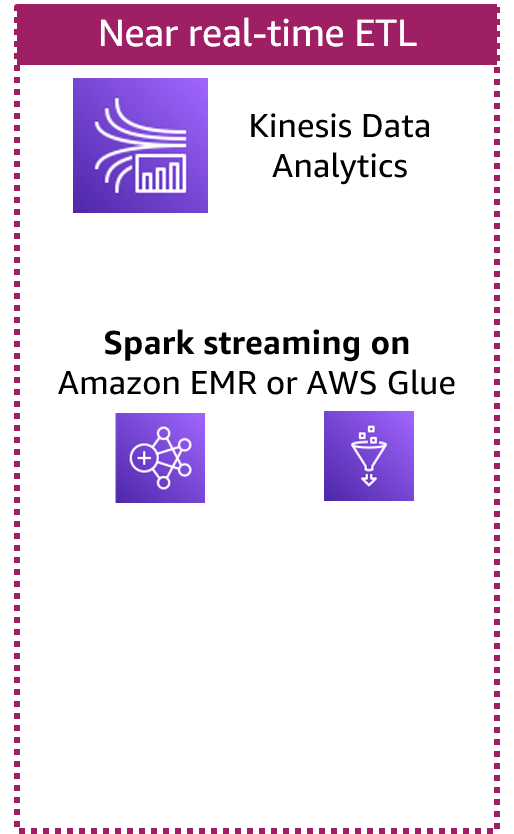 Near real-time ETL
Kinesis Data
Analytics
Spark streaming on
Amazon EMR or AWS Glue